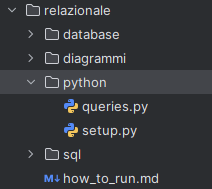 relazionale
database
diagrammi
python
queries.py
setup.py
sql
M↓ how_to_run.md